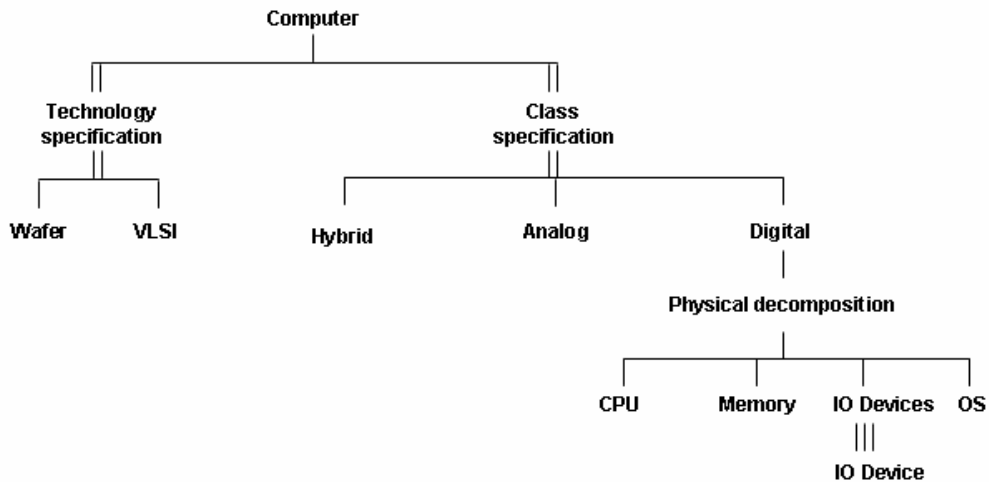 Computer
Technology
specification
Class
specification
Wafer
VLSI
Hybrid
Analog
Digital
Physical decomposition
CPU
Memory
IO Devices
OS
IO Device